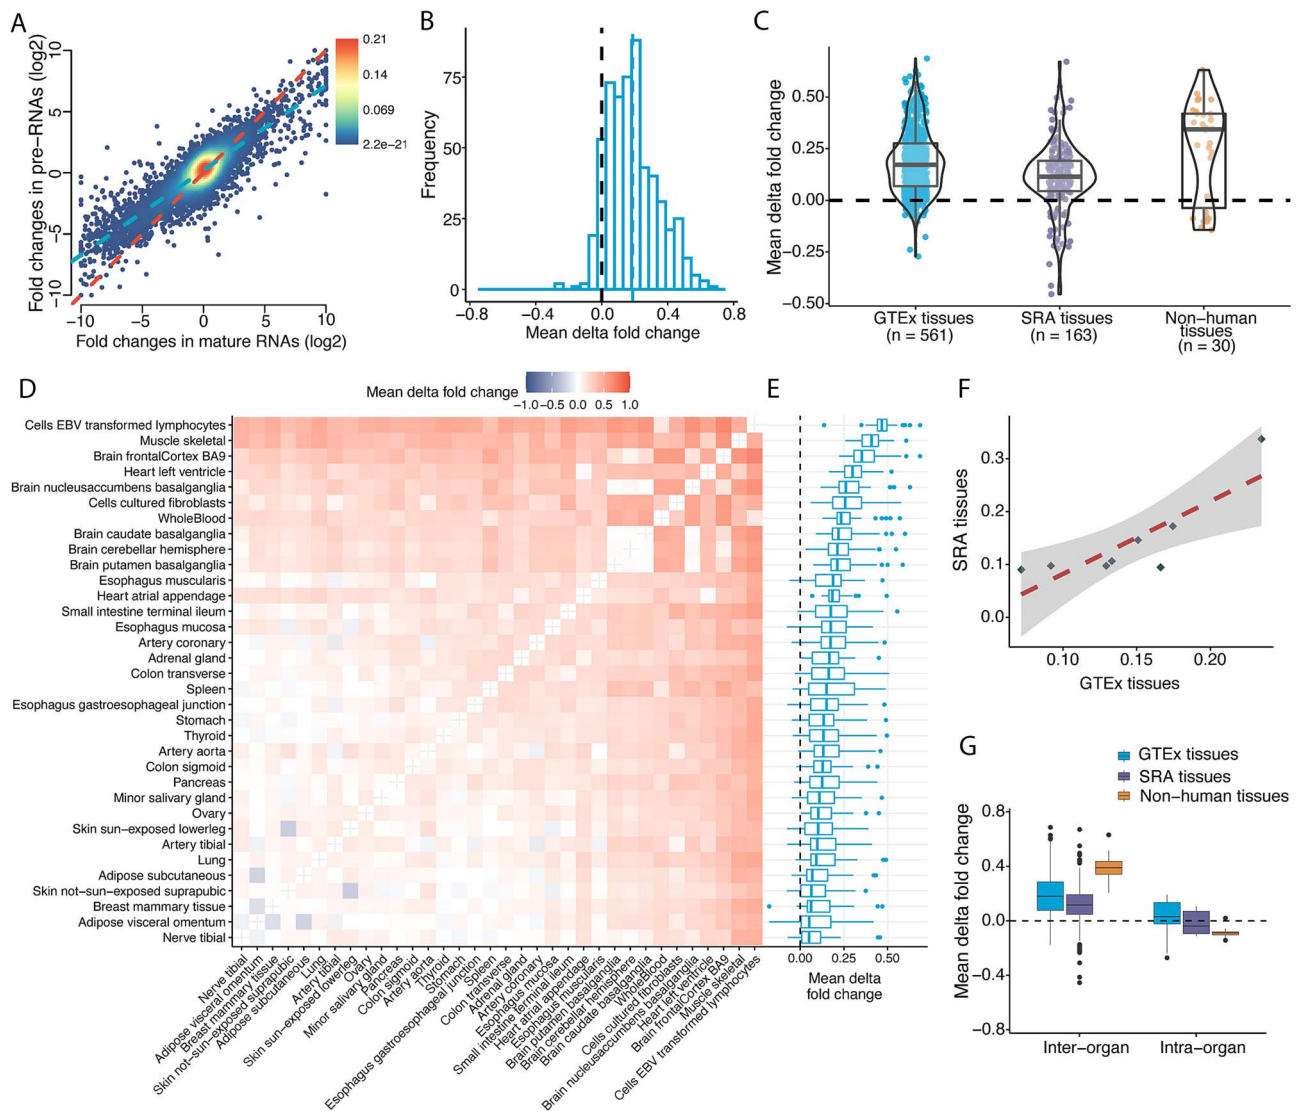 A
Fold changes in pre−RNAs (log2)
10
5
0
−5
−10
−10 −5 0 5 10
Fold changes in mature RNAs (log2)
0.21
0.14
0.069
2.2e−21
B
Frequency
75
50
25
0
−0.8 −0.4 0.0 0.4 0.8
Mean delta fold change
C
Mean delta fold change
0.50
0.25
0.00
−0.25
−0.50
GTEx tissues
(n = 561)
SRA tissues
(n = 163)
Non−human
tissues
(n = 30)
D
Mean delta fold change
−1.0 −0.5 0.0 0.5 1.0
Cells EBV transformed lymphocytes
Muscle skeletal
Brain frontalCortex BA9
Heart left ventricle
Brain nucleusaccumbens basalganglia
Cells cultured fibroblasts
WholeBlood
Brain caudate basalganglia
Brain cerebellar hemisphere
Brain putamen basalganglia
Esophagus muscularis
Heart atrial appendage
Small intestine terminal ileum
Esophagus mucosa
Artery coronary
Adrenal gland
Colon transverse
Spleen
Esophagus gastroesophageal junction
Stomach
Thyroid
Artery aorta
Colon sigmoid
Pancreas
Minor salivary gland
Ovary
Skin sun−exposed lowerleg
Artery tibial
Lung
Adipose subcutaneous
Skin not−sun−exposed suprapubic
Breast mammary tissue
Adipose visceral omentum
Nerve tibial
Nerve tibial
Adipose visceral omentum
Breast mammary tissue
Skin not−sun−exposed suprapubic
Adipose subcutaneous
Lung
Artery tibial
Skin sun−exposed lowerleg
Ovary
Minor salivary gland
Pancreas
Colon sigmoid
Artery aorta
Thyroid
Stomach
Esophagus gastroesophageal junction
Spleen
Colon transverse
Adrenal gland
Artery coronary
Esophagus mucosa
Small intestine terminal ileum
Heart atrial appendage
Esophagus muscularis
Brain putamen basalganglia
Brain cerebellar hemisphere
Brain caudate basalganglia
WholeBlood
Cells cultured fibroblasts
Brain nucleusaccumbens basalganglia
Heart left ventricle
Brain frontalCortex BA9
Muscle skeletal
Cells EBV transformed lymphocytes
E
0.00 0.25 0.50
Mean delta
fold change
F
SRA tissues
0.3
0.2
0.1
0.0
0.10 0.15 0.20
GTEx tissues
G
GTEx tissues
SRA tissues
Non−human tissues
Mean delta fold change
0.8
0.4
0.0
−0.4
−0.8
Inter−organ Intra−organ